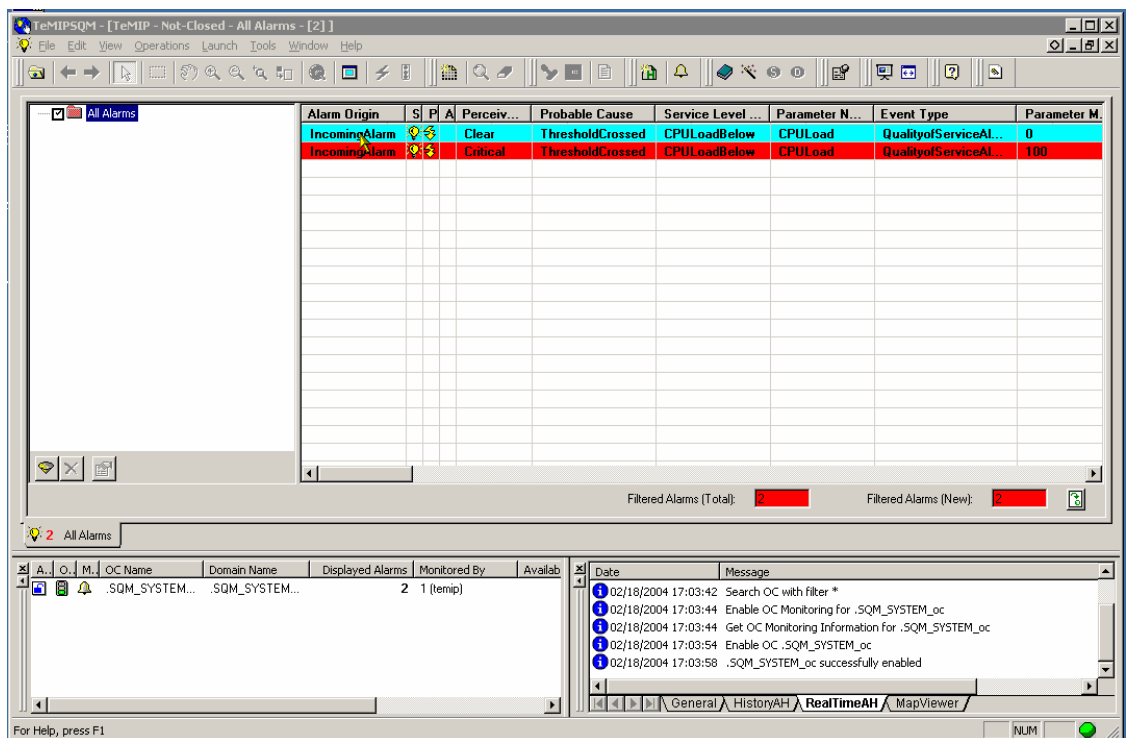 TeMIPSQM - [TeMIP - Not-Closed - All Alarms - [2] ]
File Edit View Operations Launch Tools Window Help
All Alarms
Alarm Origin S P A Perceiv... Probable Cause Service Level ... Parameter N... Event Type Parameter M.
IncomingAlarm Clear ThresholdCrossed CPULoadBelow CPULoad QualityofServiceAl... 0
IncomingAlarm Critical ThresholdCrossed CPULoadBelow CPULoad QualityofServiceAl... 100
Filtered Alarms (Total): 2 Filtered Alarms (New): 2
2 All Alarms
A... O.. M.. OC Name Domain Name Displayed Alarms Monitored By Availab
.SQM_SYSTEM... .SQM_SYSTEM... 2 1 (temip)
Date Message
02/18/2004 17:03:42 Search OC with filter *
02/18/2004 17:03:44 Enable OC Monitoring for .SQM_SYSTEM_oc
02/18/2004 17:03:44 Get OC Monitoring Information for .SQM_SYSTEM_oc
02/18/2004 17:03:54 Enable OC .SQM_SYSTEM_oc
02/18/2004 17:03:58 .SQM_SYSTEM_oc successfully enabled
General HistoryAH RealTimeAH MapViewer
For Help, press F1 NUM